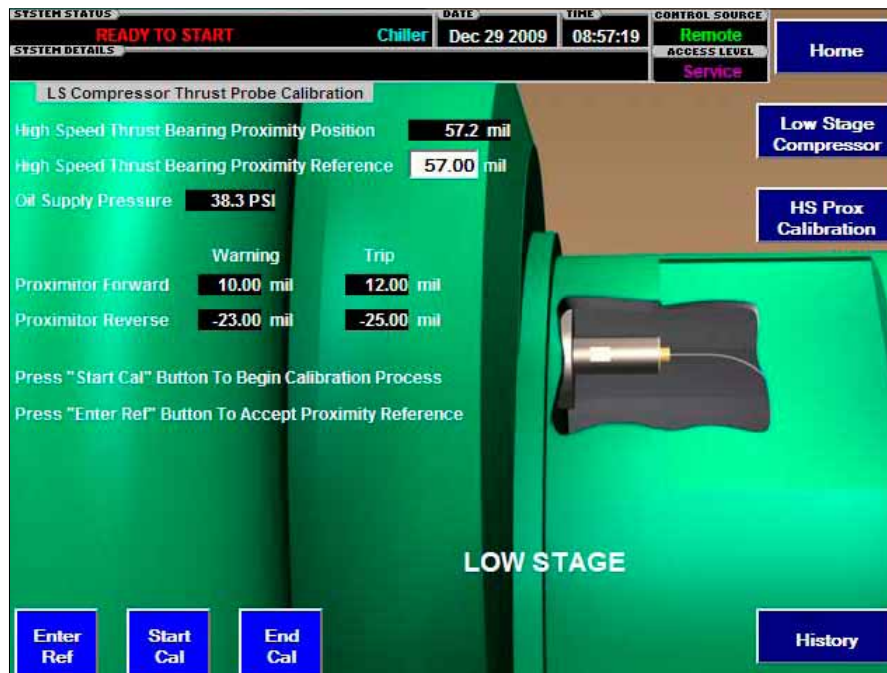 SYSTEM STATUS
READY TO START Chiller
DATE
Dec 29 2009
TIME
08:57:19
CONTROL SOURCE
Remote
ACCESS LEVEL
Service
SYSTEM DETAILS
Home
LS Compressor Thrust Probe Calibration
High Speed Thrust Bearing Proximity Position 57.2 mil
High Speed Thrust Bearing Proximity Reference 57.00 mil
Oil Supply Pressure 38.3 PSI
Warning Trip
Proximitor Forward 10.00 mil 12.00 mil
Proximitor Reverse -23.00 mil -25.00 mil
Press "Start Cal" Button To Begin Calibration Process
Press "Enter Ref" Button To Accept Proximity Reference
Low Stage
Compressor
HS Prox
Calibration
LOW STAGE
Enter
Ref
Start
Cal
End
Cal
History